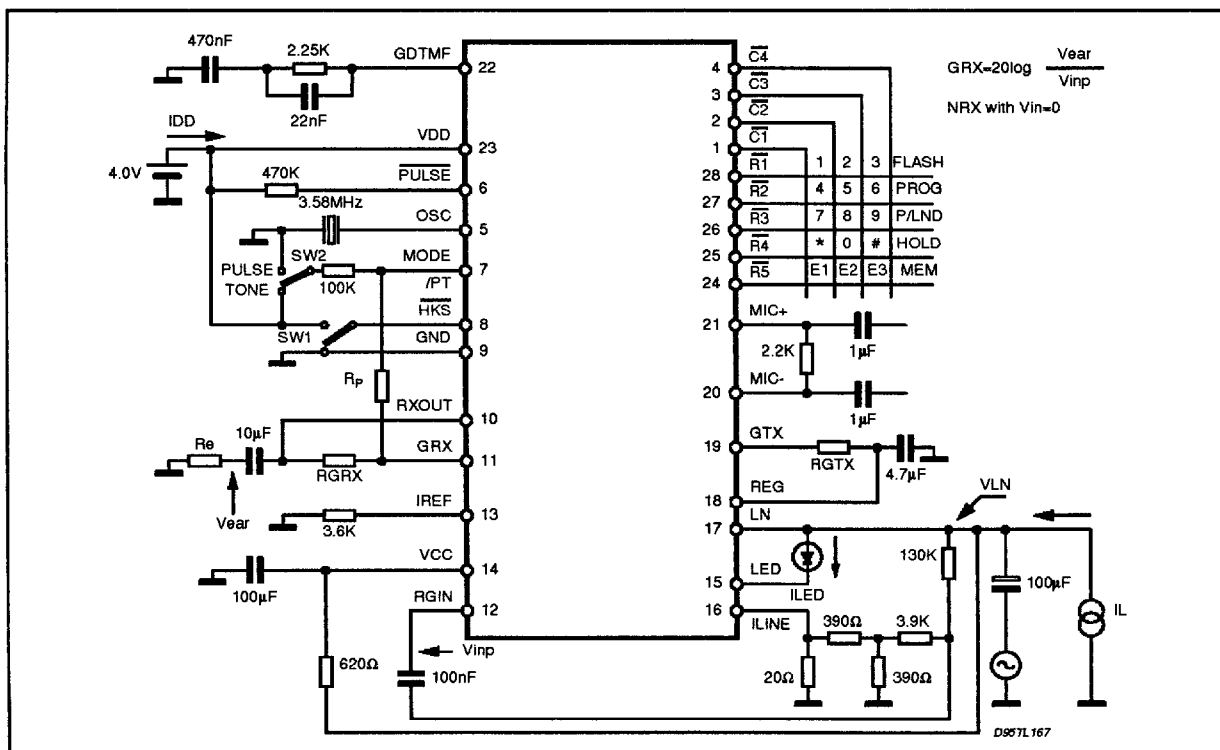 470nF
2.25K
GDTMF
22
22nF
IDD
VDD
23
4.0V
470K
PULSE
6
3.58MHz
OSC
5
SW2
MODE
PULSE
7
TONE
100K
/PT
HKS
8
SW1
GND
9
RP
RXOUT
10
10µF
Re
GRX
11
RGRX
Vear
IREF
13
3.6K
VCC
14
100µF
RGIN
12
Vinp
620Ω
100nF
4
C4
GRX=20log Vear
Vinp
3
C3
NRX with Vin=0
2
C2
1
C1
R1
1 2 3 FLASH
28
R2
4 5 6 PROG
27
R3
7 8 9 P/LND
26
R4
* 0 # HOLD
25
R5
E1 E2 E3 MEM
24
21
MIC+
2.2K
1µF
20
MIC-
1µF
19
GTX
RGTX
4.7µF
REG
18
VLN
17
LN
130K
LED
15
ILED
100µF
IL
16
ILINE
390Ω
3.9K
20Ω
390Ω
D95TL167